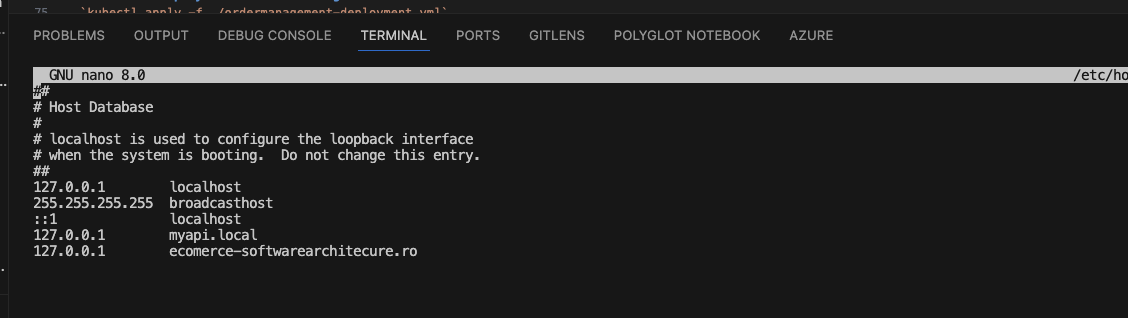 75 `kubectl apply -f ./ordermanagement-deployment.yml`
PROBLEMS OUTPUT DEBUG CONSOLE TERMINAL PORTS GITLENS POLYGLOT NOTEBOOK AZURE
GNU nano 8.0 /etc/ho
##
# Host Database
#
# localhost is used to configure the loopback interface
# when the system is booting.  Do not change this entry.
##
127.0.0.1 localhost
255.255.255.255 broadcasthost
::1 localhost
127.0.0.1 myapi.local
127.0.0.1 ecomerce-softwarearchitecure.ro